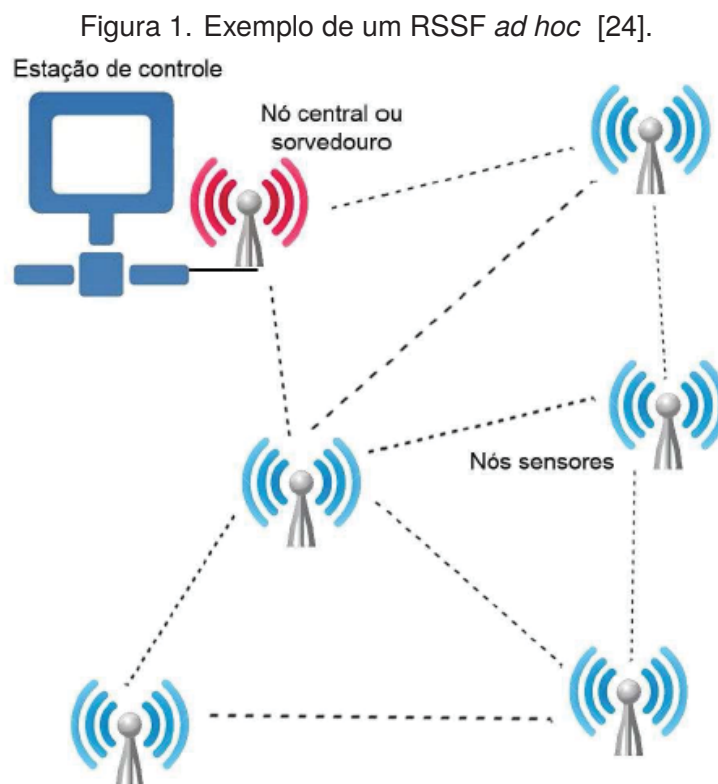 Figura 1. Exemplo de um RSSF ad hoc [24].
Estação de controle
Nó central ou
sorvedouro
Nós sensores